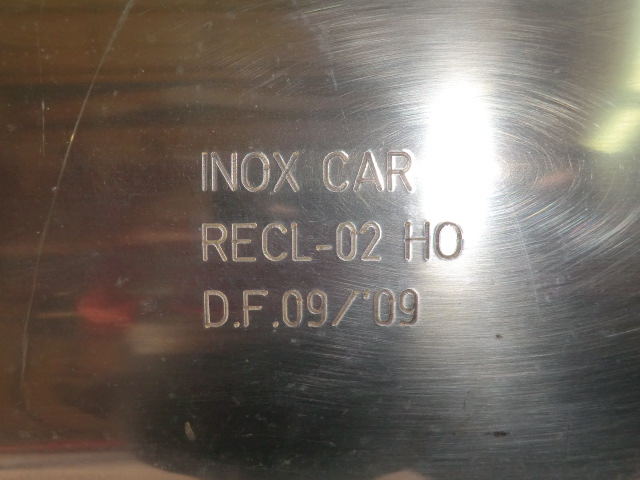 INOX CAR
RECL-02 HO
D.F.09/'09